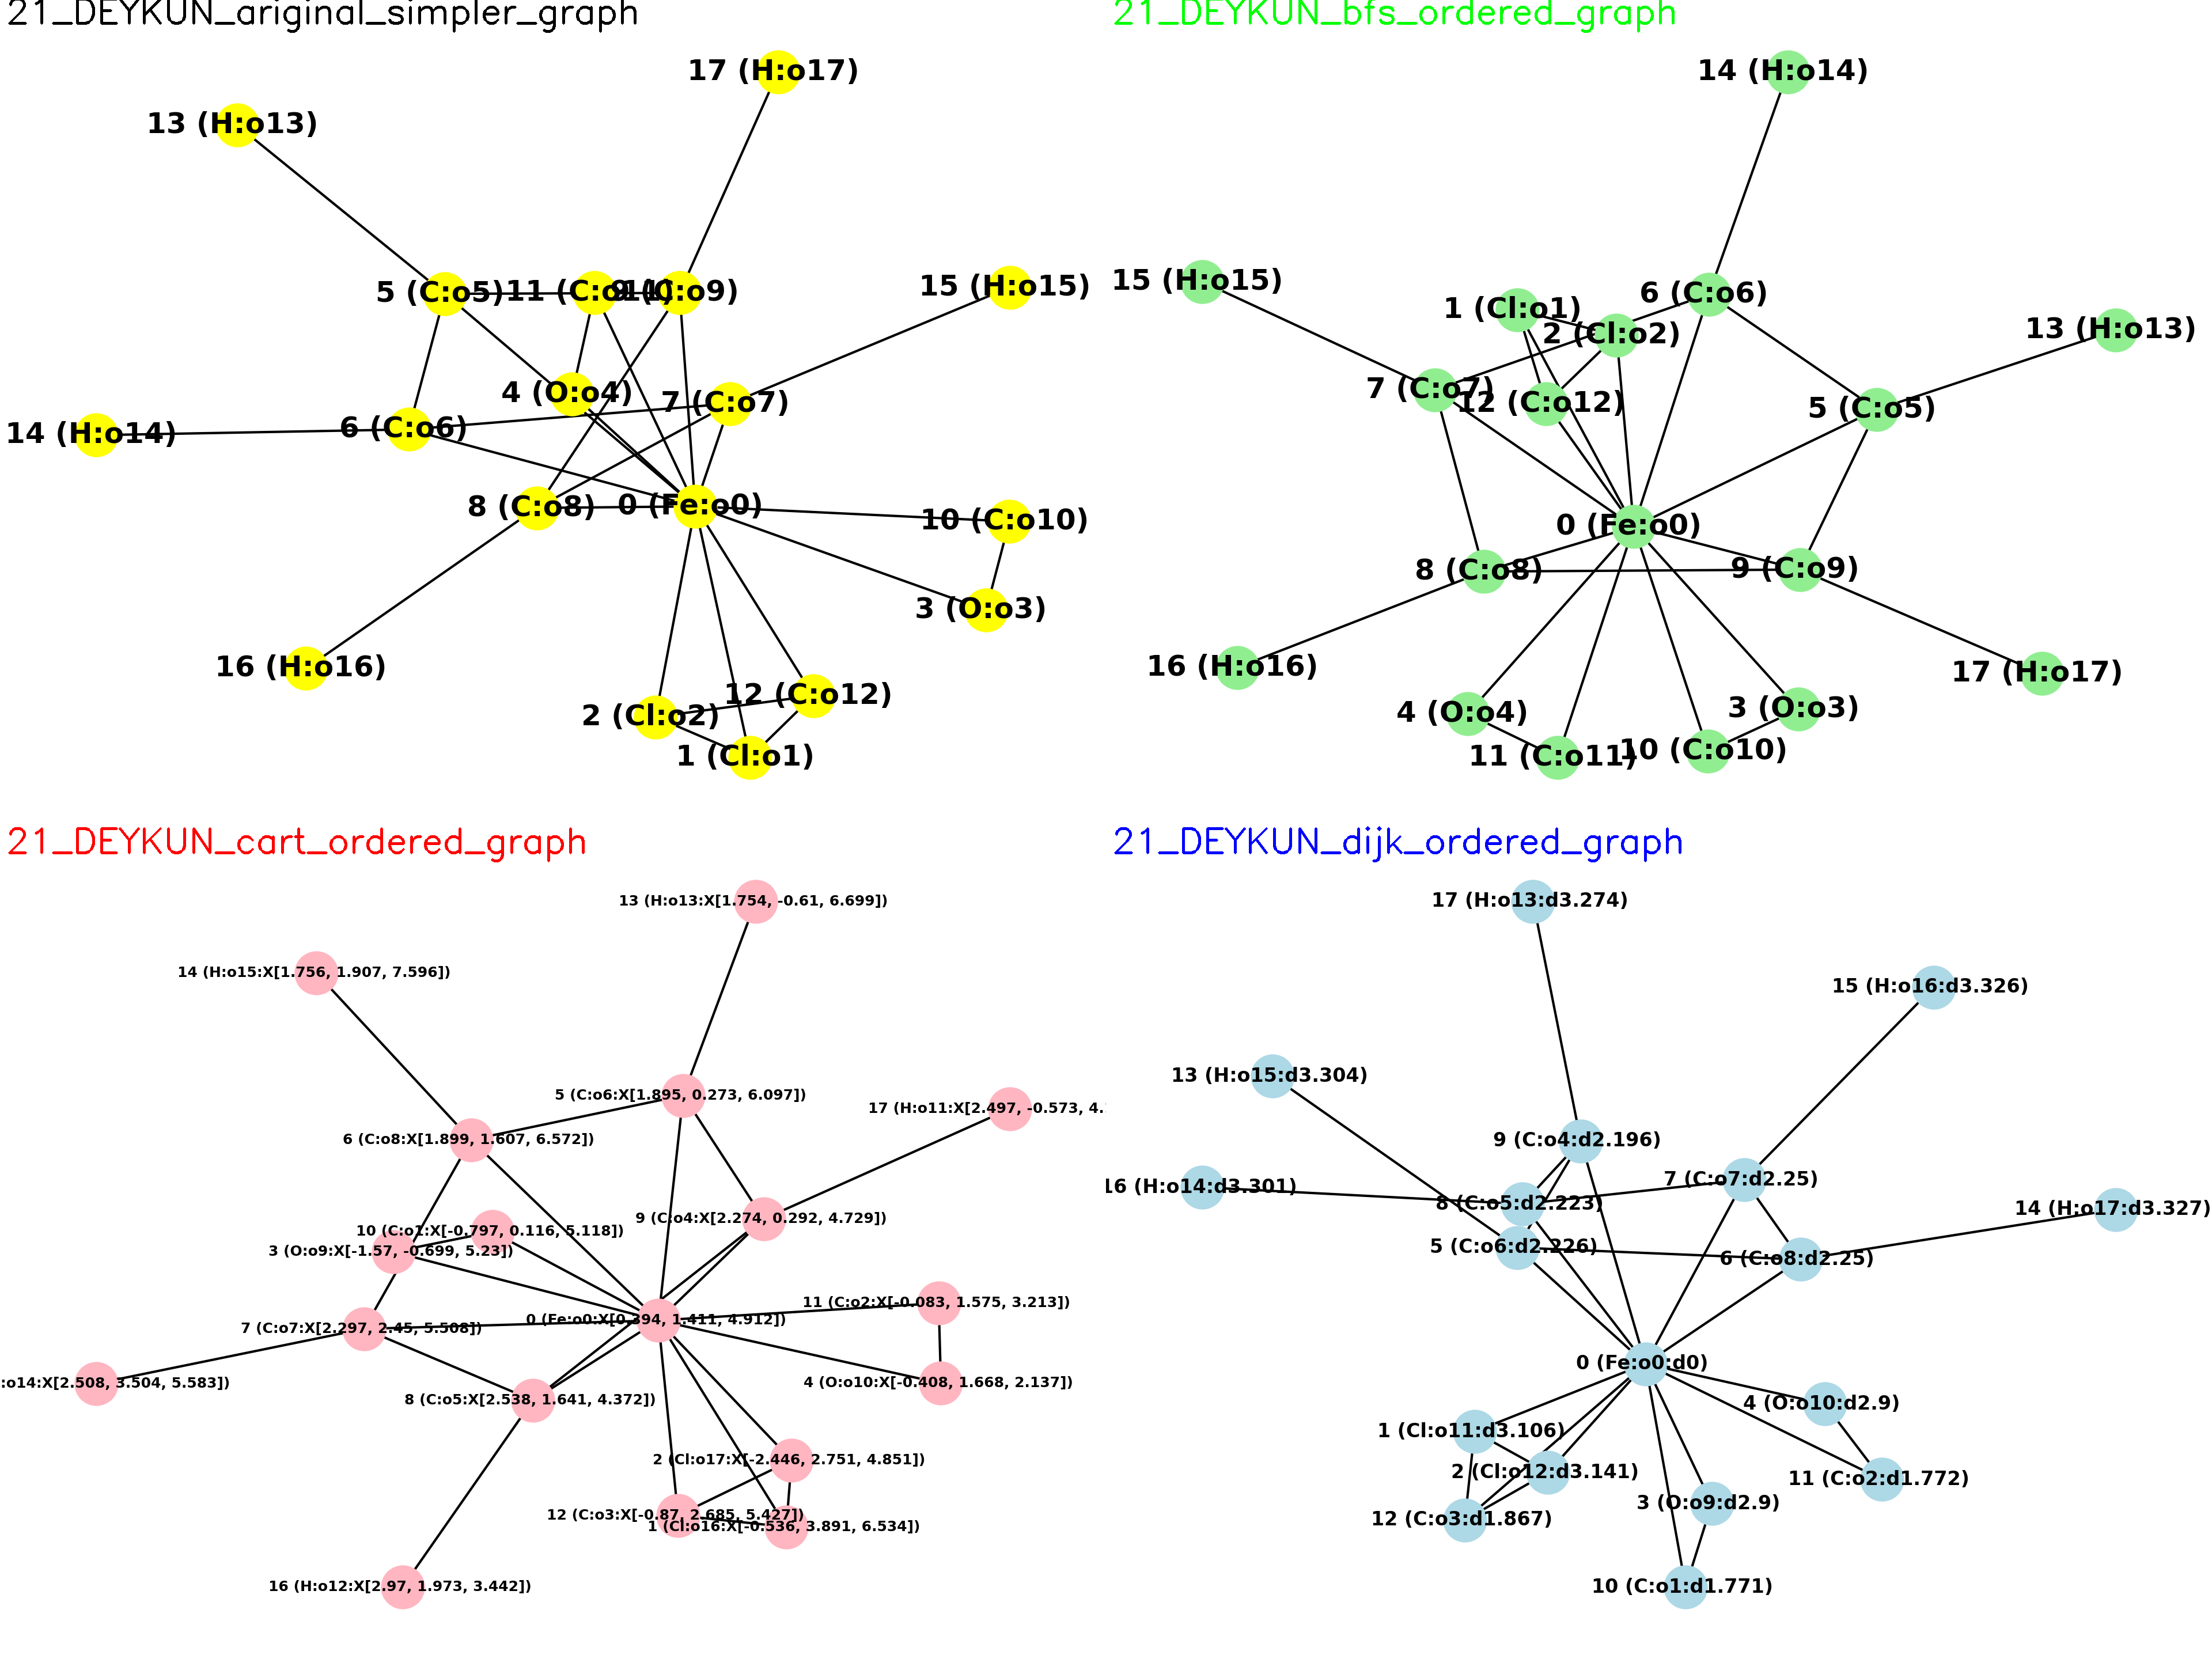 21_DEYKUN_ariginal_simpler_graph
17 (H:o17)
13 (H:o13)
5 (C:o5)
11 (C:o11)
9 (C:o9)
15 (H:o15)
4 (O:o4)
7 (C:o7)
14 (H:o14)
6 (C:o6)
8 (C:o8)
0 (Fe:o0)
10 (C:o10)
3 (O:o3)
16 (H:o16)
12 (C:o12)
2 (Cl:o2)
1 (Cl:o1)
21_DEYKUN_bfs_ordered_graph
14 (H:o14)
15 (H:o15)
6 (C:o6)
1 (Cl:o1)
2 (Cl:o2)
13 (H:o13)
7 (C:o7)
12 (C:o12)
5 (C:o5)
0 (Fe:o0)
8 (C:o8)
9 (C:o9)
16 (H:o16)
17 (H:o17)
4 (O:o4)
3 (O:o3)
11 (C:o11)
10 (C:o10)
21_DEYKUN_cart_ordered_graph
13 (H:o13:X[1.754, -0.61, 6.699])
14 (H:o15:X[1.756, 1.907, 7.596])
5 (C:o6:X[1.895, 0.273, 6.097])
17 (H:o11:X[2.497, -0.573, 4.
6 (C:o8:X[1.899, 1.607, 6.572])
9 (C:o4:X[2.274, 0.292, 4.729])
10 (C:o1:X[-0.797, 0.116, 5.118])
3 (O:o9:X[-1.57, -0.699, 5.23])
11 (C:o2:X[-0.083, 1.575, 3.213])
0 (Fe:o0:X[0.394, 1.411, 4.912])
7 (C:o7:X[2.297, 2.45, 5.508])
:o14:X[2.508, 3.504, 5.583])
4 (O:o10:X[-0.408, 1.668, 2.137])
8 (C:o5:X[2.538, 1.641, 4.372])
2 (Cl:o17:X[-2.446, 2.751, 4.851])
12 (C:o3:X[-0.87, 2.685, 5.427])
1 (Cl:o16:X[-0.536, 3.891, 6.534])
16 (H:o12:X[2.97, 1.973, 3.442])
21_DEYKUN_dijk_ordered_graph
17 (H:o13:d3.274)
15 (H:o16:d3.326)
13 (H:o15:d3.304)
9 (C:o4:d2.196)
7 (C:o7:d2.25)
16 (H:o14:d3.301)
8 (C:o5:d2.223)
14 (H:o17:d3.327)
5 (C:o6:d2.226)
6 (C:o8:d2.25)
0 (Fe:o0:d0)
4 (O:o10:d2.9)
1 (Cl:o11:d3.106)
2 (Cl:o12:d3.141)
11 (C:o2:d1.772)
3 (O:o9:d2.9)
12 (C:o3:d1.867)
10 (C:o1:d1.771)